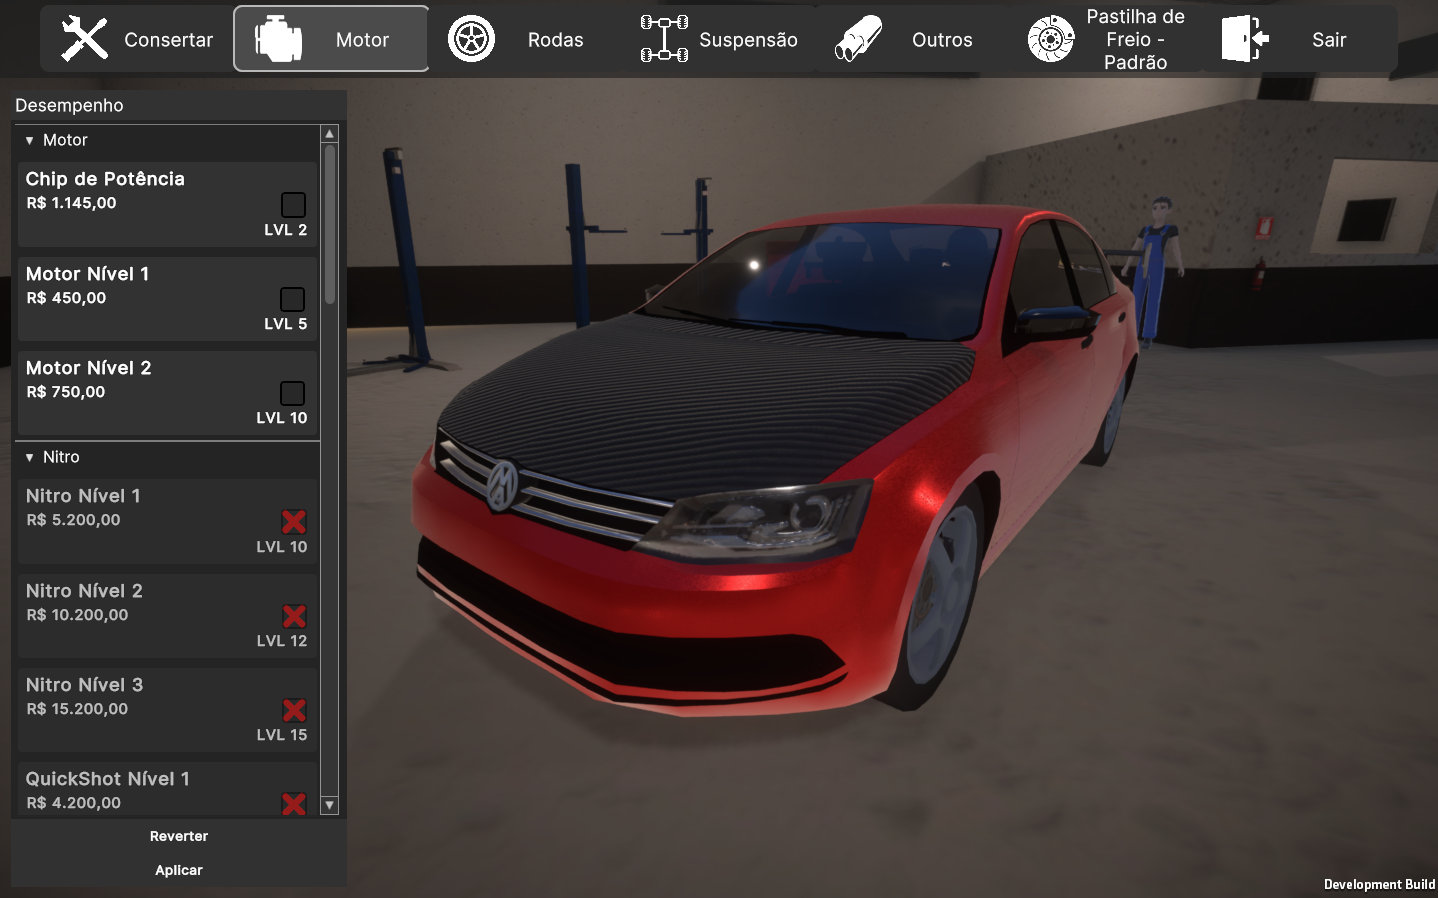 Consertar
Motor
Rodas
Suspensão
Outros
Pastilha de
Freio -
Padrão
Sair
Desempenho
▼ Motor
Chip de Potência
R$ 1.145,00
LVL 2
Motor Nível 1
R$ 450,00
LVL 5
Motor Nível 2
R$ 750,00
LVL 10
▼ Nitro
Nitro Nível 1
R$ 5.200,00
LVL 10
Nitro Nível 2
R$ 10.200,00
LVL 12
Nitro Nível 3
R$ 15.200,00
LVL 15
QuickShot Nível 1
R$ 4.200,00
Reverter
Aplicar
Development Build